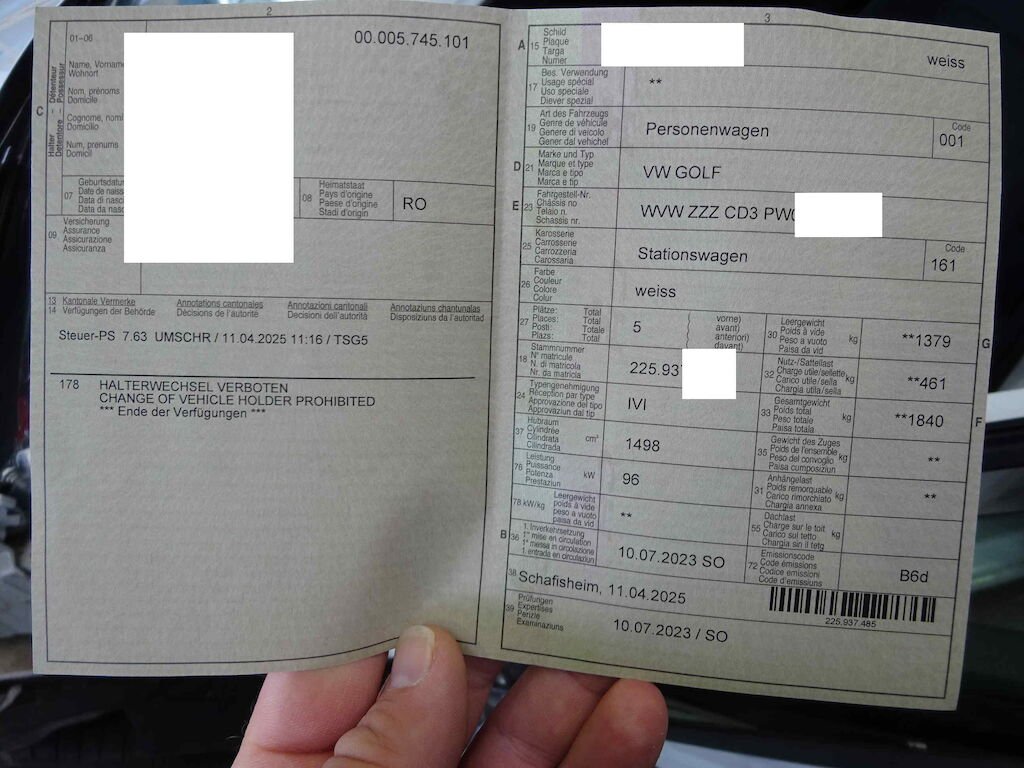 2
00.005.745.101
01–06
Name, Vorname
Wohnort
Nom, prénoms
Domicile
Cognome, nomi
Domicilio
Num, prenums
Domicil
C
Halter – Détenteur
Detentore – Possessur
07
Geburtsdatum
Date de naiss
Data di nasci
Data da nasc
08
Heimatstaat
Pays d'origine
Paese d'origine
Stadi d'origin
RO
09
Versicherung
Assurance
Assicurazione
Assicuranza
13
14
Kantonale Vermerke
Verfügungen der Behörde
Annotations cantonales
Décisions de l'autorité
Annotazioni cantonali
Decisioni dell'autorità
Annotaziuns chantunalas
Disposiziuns da l'autoritad
Steuer-PS 7.63 UMSCHR / 11.04.2025 11:16 / TSG5
178 HALTERWECHSEL VERBOTEN
CHANGE OF VEHICLE HOLDER PROHIBITED
*** Ende der Verfügungen ***
3
A
15
Schild
Plaque
Targa
Numer
weiss
17
Bes. Verwendung
Usage spécial
Uso speciale
Diever spezial
**
19
Art des Fahrzeugs
Genre de véhicule
Genere di veicolo
Gener dal vehichel
Personenwagen
Code
001
D
21
Marke und Typ
Marque et type
Marca e tipo
Marca e tip
VW GOLF
E
23
Fahrgestell-Nr.
Châssis no
Telaio n.
Schassis nr.
WVW ZZZ CD3 PW
25
Karosserie
Carrosserie
Carrozzeria
Carossaria
Stationswagen
Code
161
26
Farbe
Couleur
Colore
Colur
weiss
27
Plätze: Total
Places: Total
Posti: Totale
Plazs: Total
5
vorne)
avant)
anteriori)
davant)
30
Leergewicht
Poids à vide
Peso a vuoto
Paisa da vid
kg
**1379
G
18
Stammnummer
N° matricule
N. di matricola
Nr. da matricla
225.937
32
Nutz-/Sattellast
Charge utile/sellette
Carico utile/sella
Chargia utila/sella
kg
**461
24
Typengenehmigung
Réception par type
Approvazione del tipo
Approvaziun dal tip
IVI
33
Gesamtgewicht
Poids total
Peso totale
Paisa totala
kg
**1840
F
37
Hubraum
Cylindrée
Cilindrata
Cilindrada
cm³
1498
35
Gewicht des Zuges
Poids de l'ensemble
Peso del convoglio
Paisa cumposiziun
kg
**
76
Leistung
Puissance
Potenza
Prestaziun
kW
96
31
Anhängelast
Poids remorquable
Carico rimorchiato
Chargia annexa
kg
**
78 kW/kg
Leergewicht
poids à vide
peso a vuoto
paisa da vid
**
55
Dachlast
Charge sur le toit
Carico sul tetto
Chargia sin il tetg
kg
B
36
1. Inverkehrsetzung
1re mise en circulation
1a messa in circolazione
1. entrada en circulaziun
10.07.2023 SO
72
Emissionscode
Code émissions
Codice emissioni
Code d'emissiuns
B6d
38
Schafisheim, 11.04.2025
225.937.485
39
Prüfungen
Expertises
Perizie
Examinaziuns
10.07.2023 / SO